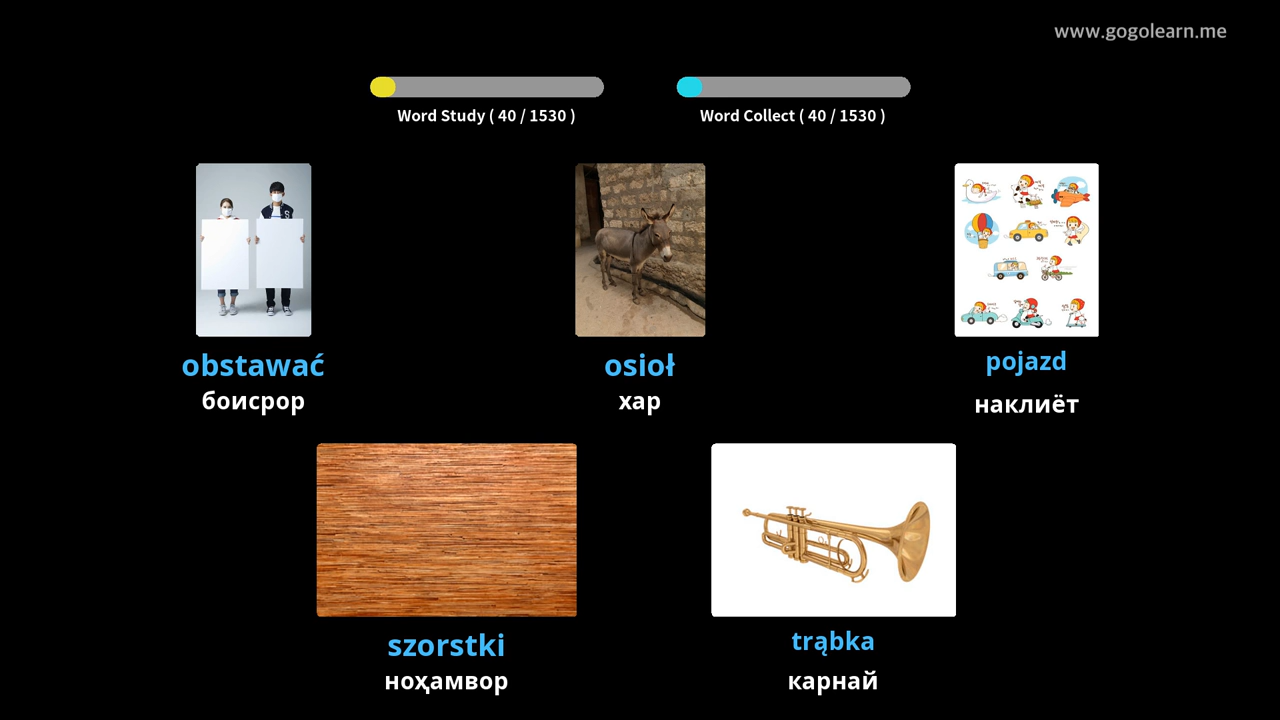 www.gogolearn.me
Word Study ( 40 / 1530 )
Word Collect ( 40 / 1530 )
obstawać
боисрор
osioł
хар
pojazd
наклиёт
szorstki
ноҳамвор
trąbka
карнай